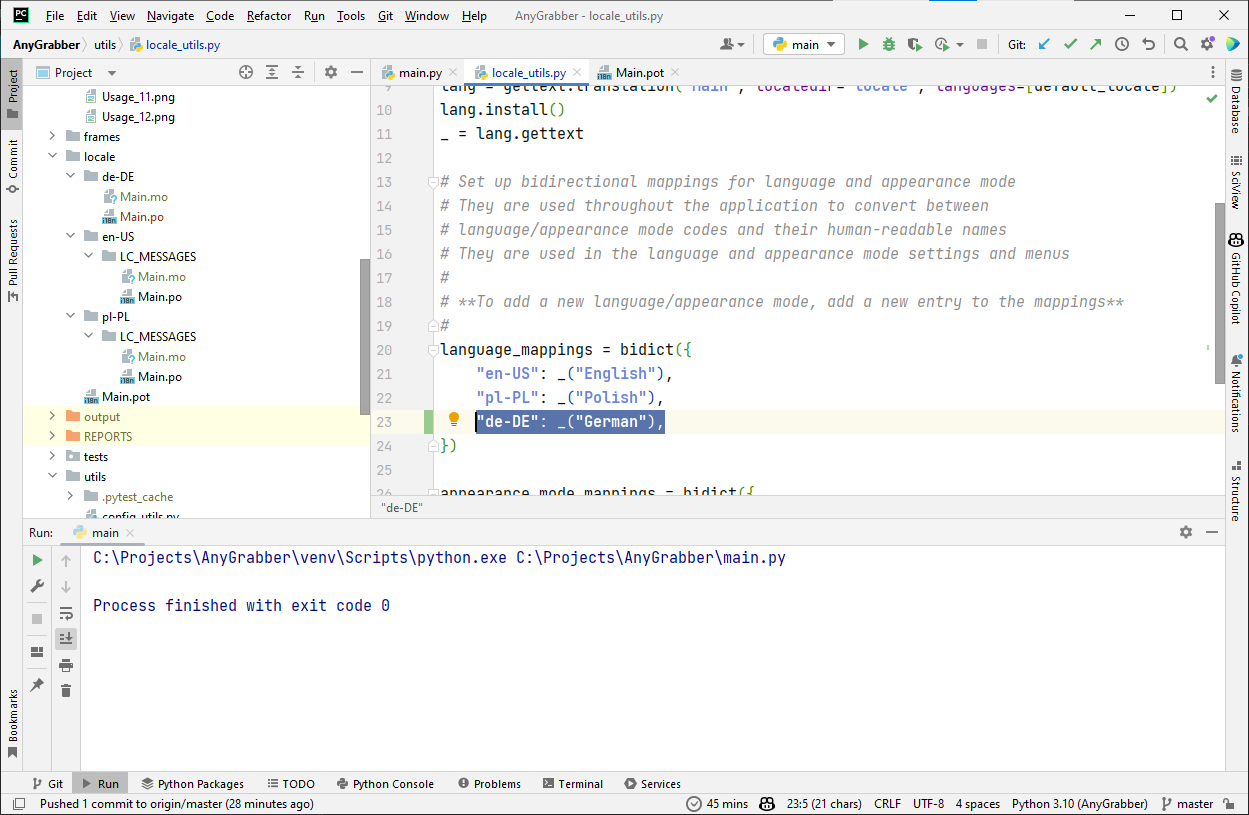 PC File Edit View Navigate Code Refactor Run Tools Git Window Help AnyGrabber - locale_utils.py
AnyGrabber utils locale_utils.py main Git:
Project
main.py locale_utils.py Main.pot
Project
Commit
Pull Requests
Bookmarks
Usage_11.png
Usage_12.png
frames
locale
de-DE
Main.mo
Main.po
en-US
LC_MESSAGES
Main.mo
Main.po
pl-PL
LC_MESSAGES
Main.mo
Main.po
Main.pot
output
REPORTS
tests
utils
.pytest_cache
config_utils.py
9 lang = gettext.translation("main", localedir="locale", languages=[default_locale])
10 lang.install()
11 _ = lang.gettext
12
13 # Set up bidirectional mappings for language and appearance mode
14 # They are used throughout the application to convert between
15 # language/appearance mode codes and their human-readable names
16 # They are used in the language and appearance mode settings and menus
17 #
18 # **To add a new language/appearance mode, add a new entry to the mappings**
19 #
20 language_mappings = bidict({
21 "en-US": _("English"),
22 "pl-PL": _("Polish"),
23 "de-DE": _("German"),
24 })
25
26 appearance_mode_mappings = bidict({
"de-DE"
Database
SciView
GitHub Copilot
Notifications
Structure
Run: main
C:\Projects\AnyGrabber\venv\Scripts\python.exe C:\Projects\AnyGrabber\main.py
Process finished with exit code 0
Git Run Python Packages TODO Python Console Problems Terminal Services
Pushed 1 commit to origin/master (28 minutes ago) 45 mins 23:5 (21 chars) CRLF UTF-8 4 spaces Python 3.10 (AnyGrabber) master